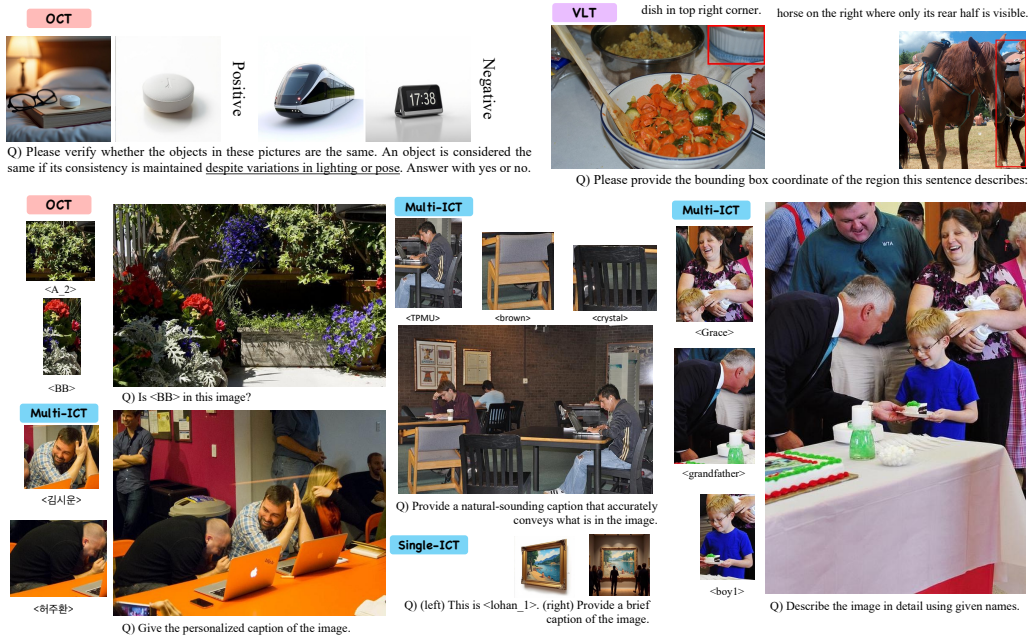 OCT
Positive
17:38
Negative
Q) Please verify whether the objects in these pictures are the same. An object is considered the
same if its consistency is maintained despite variations in lighting or pose. Answer with yes or no.
VLT
dish in top right corner.
horse on the right where only its rear half is visible.
Q) Please provide the bounding box coordinate of the region this sentence describes:
OCT
<A_2>
<BB>
Q) Is <BB> in this image?
Multi-ICT
<김시운>
<허주환>
Q) Give the personalized caption of the image.
Multi-ICT
<TPMU>
<brown>
<crystal>
Q) Provide a natural-sounding caption that accurately
conveys what is in the image.
Single-ICT
Q) (left) This is <lohan_1>. (right) Provide a brief
caption of the image.
Multi-ICT
<Grace>
<grandfather>
<boy1>
WTA
Q) Describe the image in detail using given names.